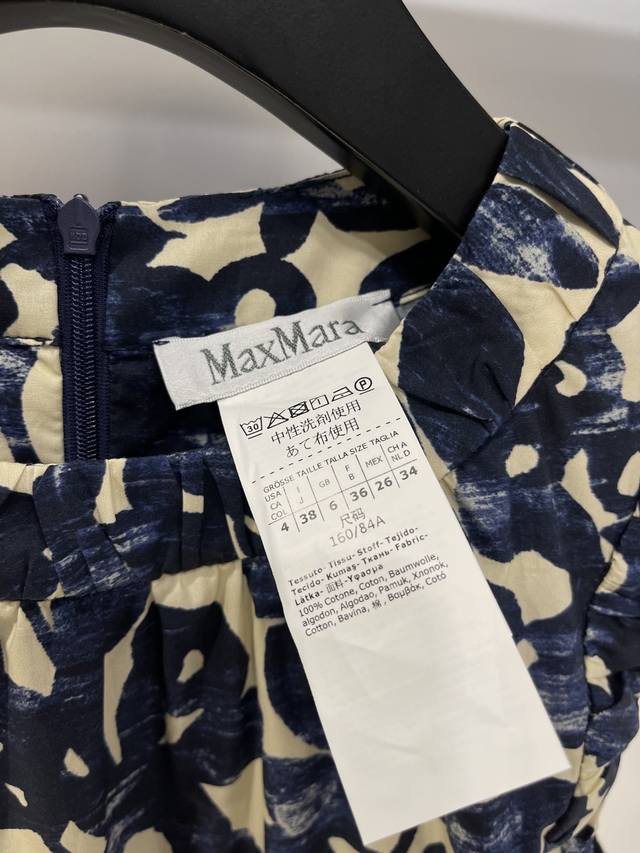 MaxMara
30
P
中性洗剤使用
あて布使用
GRÖSSE TAILLE TALLA SIZE TAGLIA
USA CA COL I J GB F B MEX CH A NL D
4 38 6 36 26 34
尺码
160/84A
Tessuto-Tissu-Stoff-Tejido-
Tecido-Kumaş-Ткань-Fabric-
Látka-面料-Ύφασμα
100% Cotone, Coton, Baumwolle,
algodon, Algodao, Pamuk, Хлопок,
Cotton, Bavlna, 棉, Βαμβάκ, Cotó